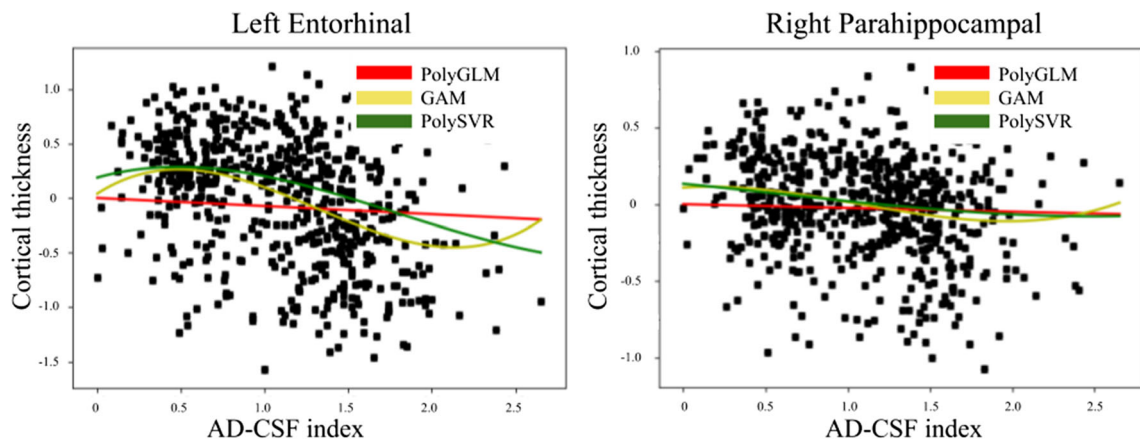 Left Entorhinal
PolyGLM
GAM
PolySVR
Cortical thickness
1.0
0.5
0
-0.5
-1.0
-1.5
0
0.5
1.0
1.5
2.0
2.5
AD-CSF index
Right Parahippocampal
PolyGLM
GAM
PolySVR
Cortical thickness
1.0
0.5
0
-0.5
-1.0
0
0.5
1.0
1.5
2.0
2.5
AD-CSF index